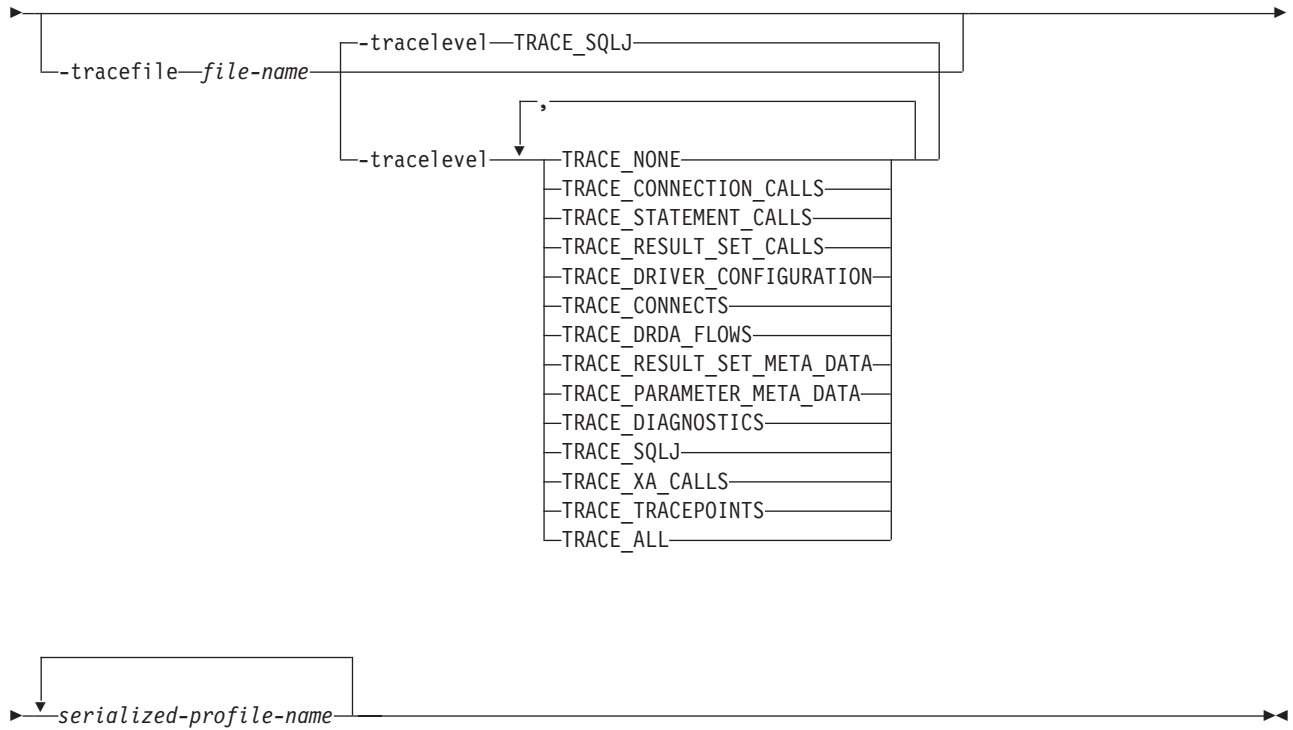 -tracelevel TRACE_SQLJ
-tracefile file-name
,
-tracelevel TRACE_NONE
TRACE_CONNECTION_CALLS
TRACE_STATEMENT_CALLS
TRACE_RESULT_SET_CALLS
TRACE_DRIVER_CONFIGURATION
TRACE_CONNECTS
TRACE_DRDA_FLOWS
TRACE_RESULT_SET_META_DATA
TRACE_PARAMETER_META_DATA
TRACE_DIAGNOSTICS
TRACE_SQLJ
TRACE_XA_CALLS
TRACE_TRACEPOINTS
TRACE_ALL
serialized-profile-name